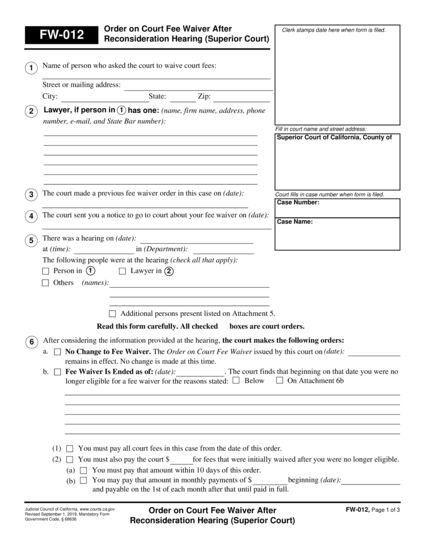 FW-012
Order on Court Fee Waiver After
Reconsideration Hearing (Superior Court)
Clerk stamps date here when form is filed.
1 Name of person who asked the court to waive court fees:
Street or mailing address:
City: State: Zip:
2 Lawyer, if person in 1 has one: (name, firm name, address, phone
number, e-mail, and State Bar number):
Fill in court name and street address:
Superior Court of California, County of
3 The court made a previous fee waiver order in this case on (date):
Court fills in case number when form is filed.
Case Number:
4 The court sent you a notice to go to court about your fee waiver on (date):
Case Name:
5 There was a hearing on (date):
at (time): in (Department):
The following people were at the hearing (check all that apply):
Person in 1 Lawyer in 2
Others (names):
Additional persons present listed on Attachment 5.
Read this form carefully. All checked boxes are court orders.
6 After considering the information provided at the hearing, the court makes the following orders:
a. No Change to Fee Waiver. The Order on Court Fee Waiver issued by this court on (date):
remains in effect. No change is made at this time.
b. Fee Waiver Is Ended as of: (date): . The court finds that beginning on that date you were no
longer eligible for a fee waiver for the reasons stated: Below On Attachment 6b
(1) You must pay all court fees in this case from the date of this order.
(2) You must also pay the court $ for fees that were initially waived after you were no longer eligible.
(a) You must pay that amount within 10 days of this order.
(b) You may pay that amount in monthly payments of $ beginning (date):
and payable on the 1st of each month after that until paid in full.
Judicial Council of California, www.courts.ca.gov
Revised September 1, 2019, Mandatory Form
Government Code, § 68636
Order on Court Fee Waiver After
Reconsideration Hearing (Superior Court)
FW-012, Page 1 of 3